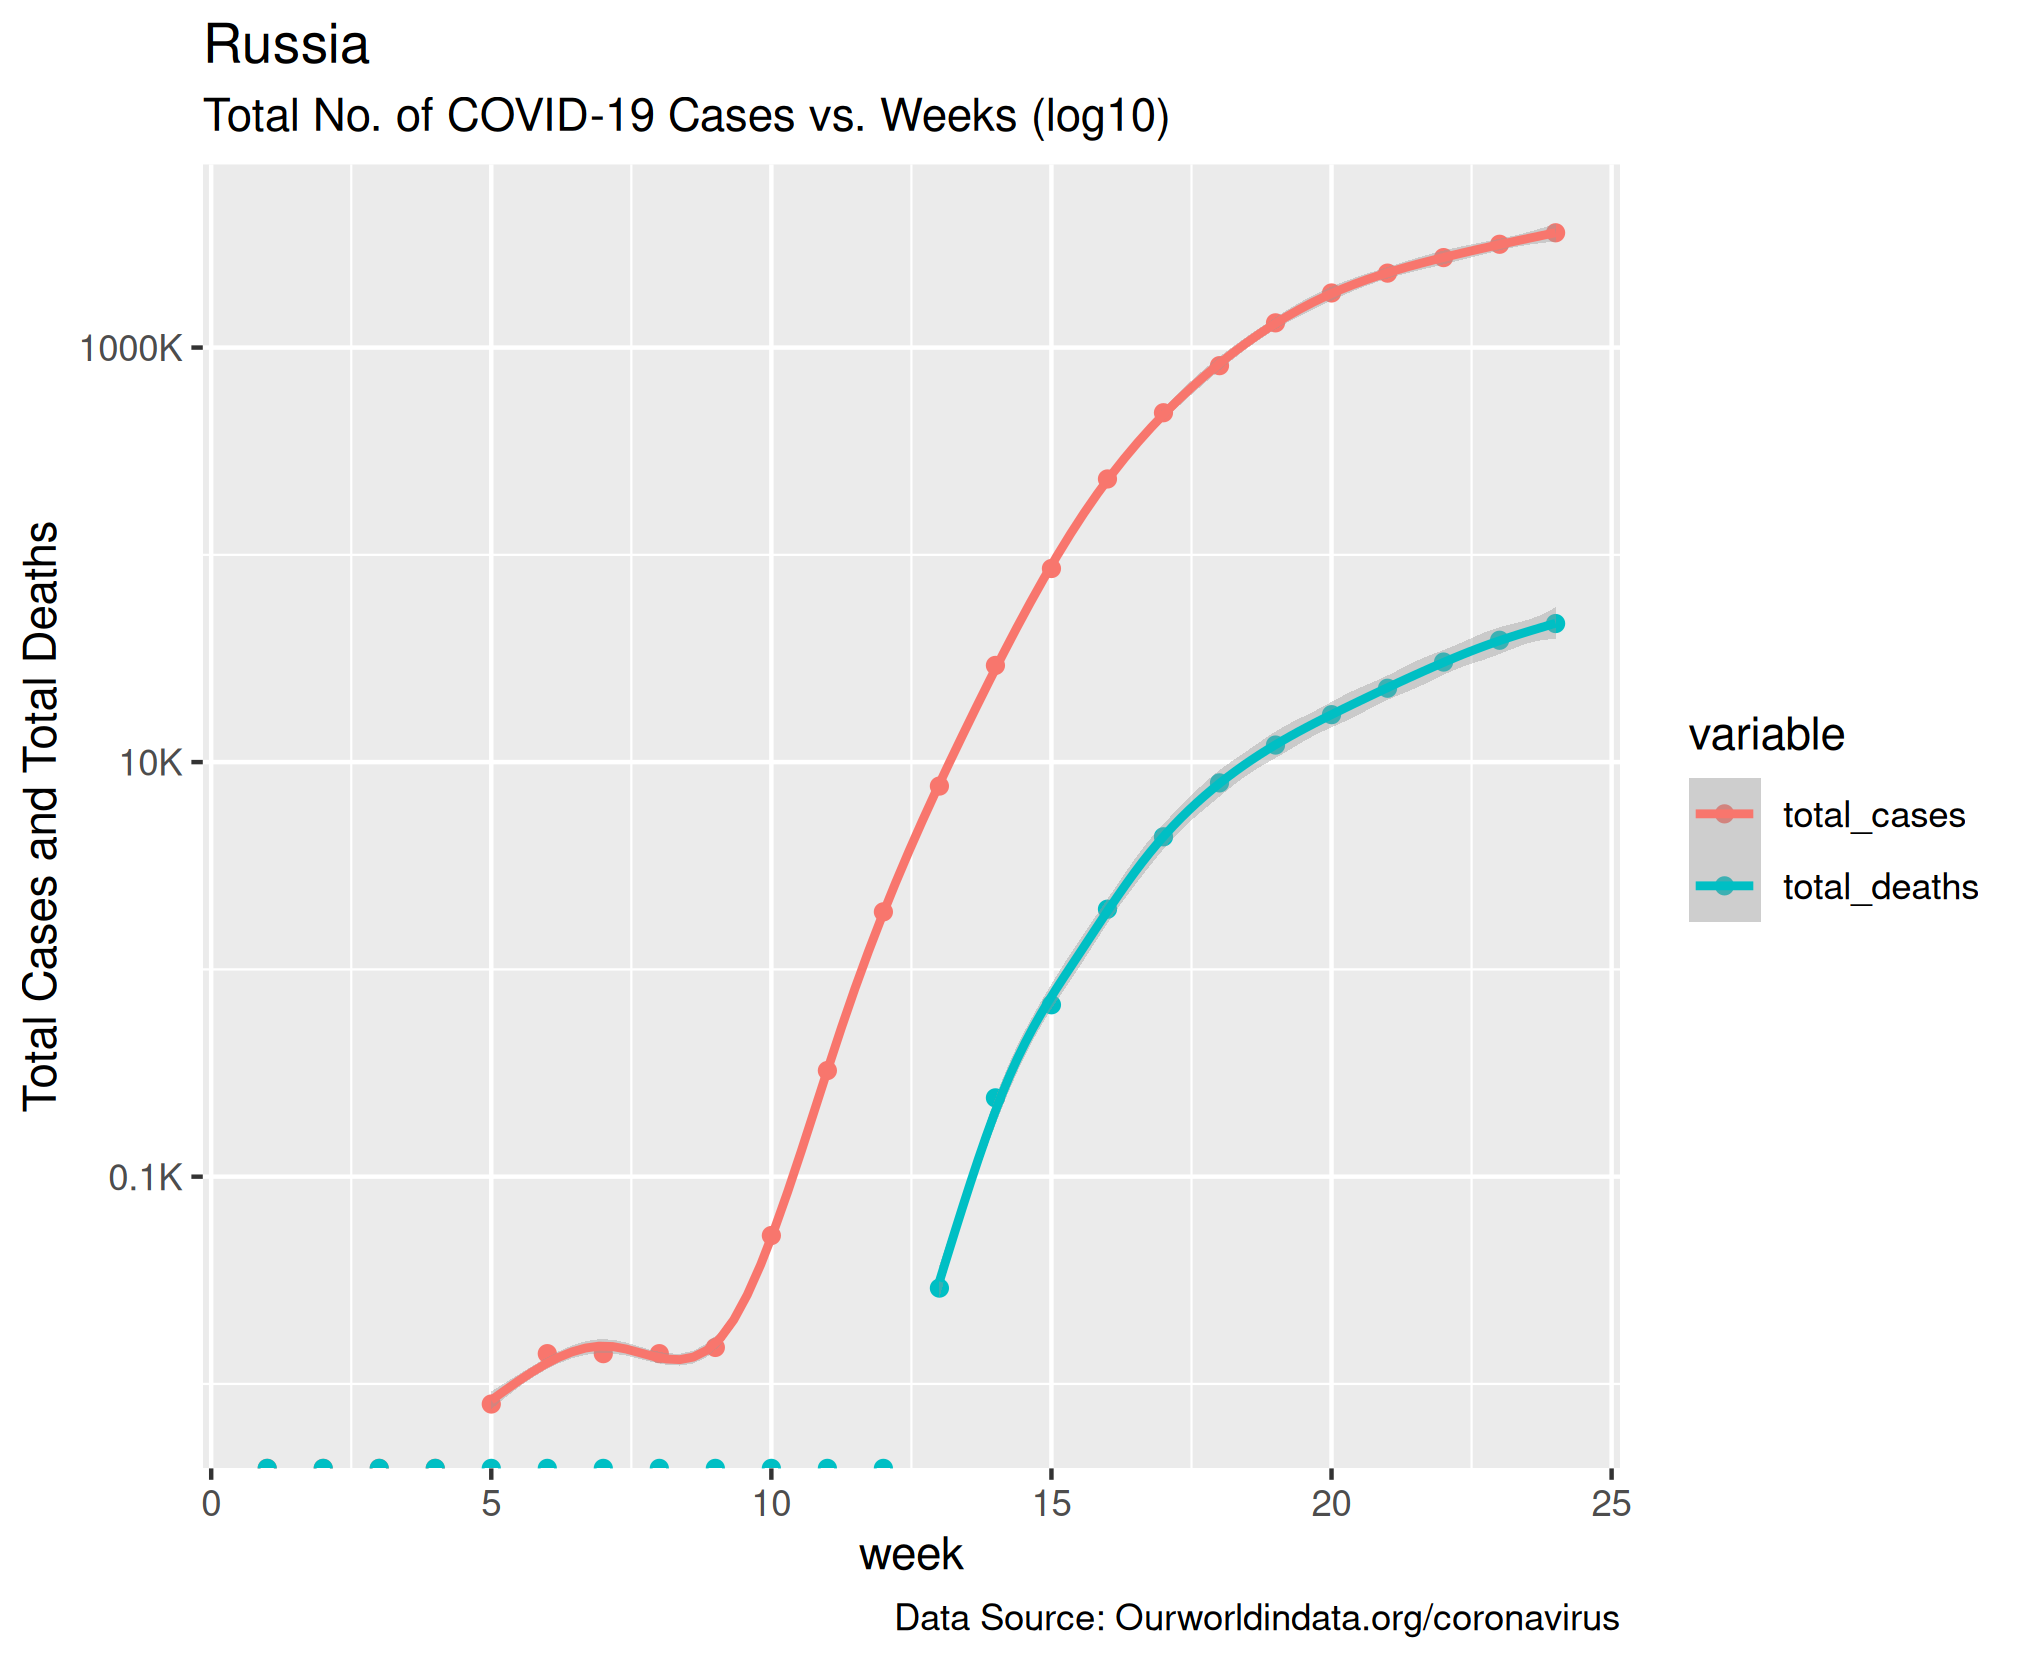 Russia
Total No. of COVID-19 Cases vs. Weeks (log10)
Total Cases and Total Deaths
1000K
10K
0.1K
0 5 10 15 20 25
week
variable
total_cases
total_deaths
Data Source: Ourworldindata.org/coronavirus